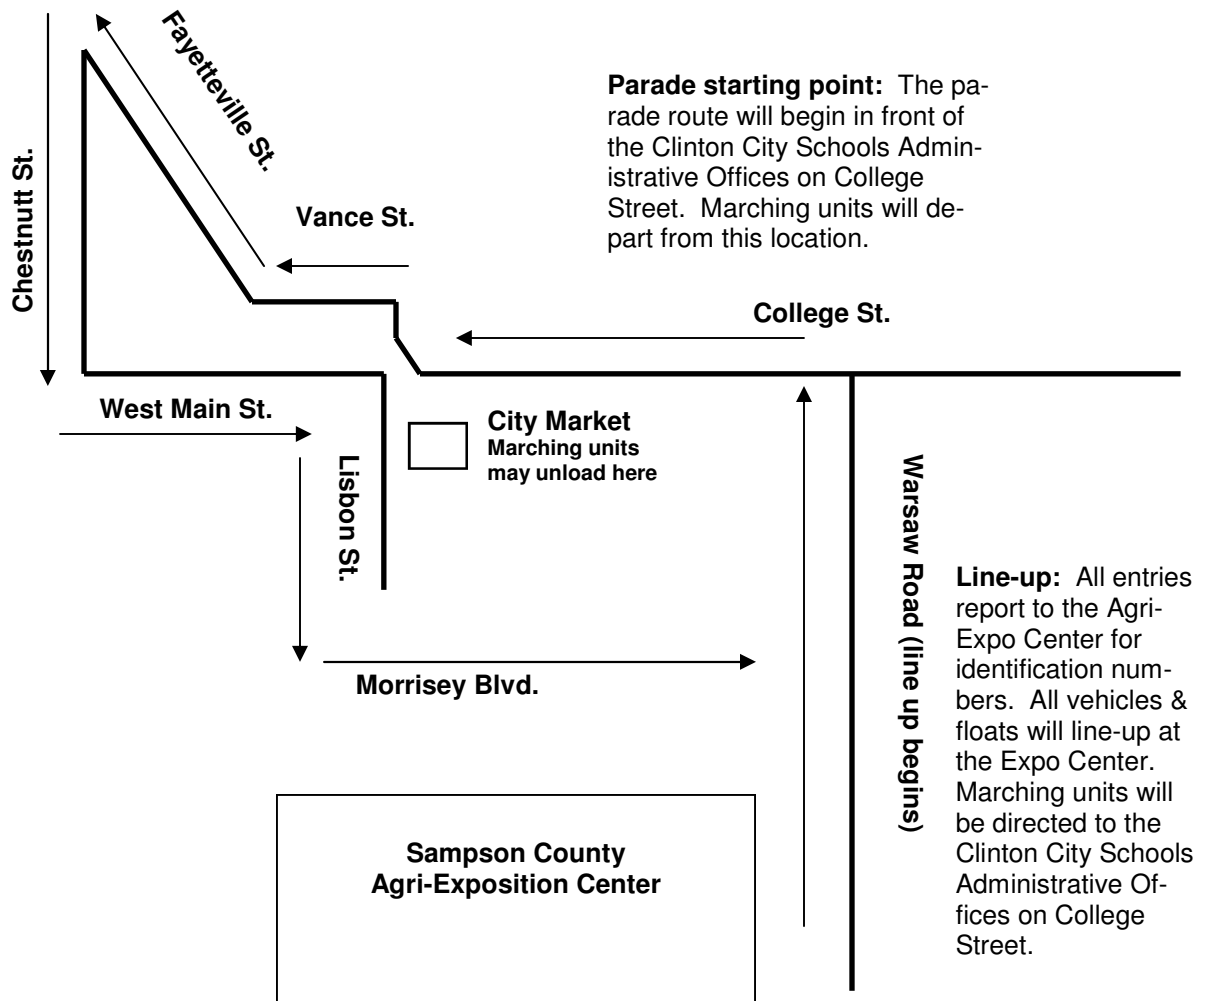 Fayetteville St.
Parade starting point:  The pa-
rade route will begin in front of
the Clinton City Schools Admin-
istrative Offices on College
Street.  Marching units will de-
part from this location.
Chestnutt St.
Vance St.
College St.
West Main St.
City Market
Marching units
may unload here
Lisbon St.
Warsaw Road (line up begins)
Line-up:  All entries
report to the Agri-
Expo Center for
identification num-
bers.  All vehicles &
floats will line-up at
the Expo Center.
Marching units will
be directed to the
Clinton City Schools
Administrative Of-
fices on College
Street.
Morrisey Blvd.
Sampson County
Agri-Exposition Center